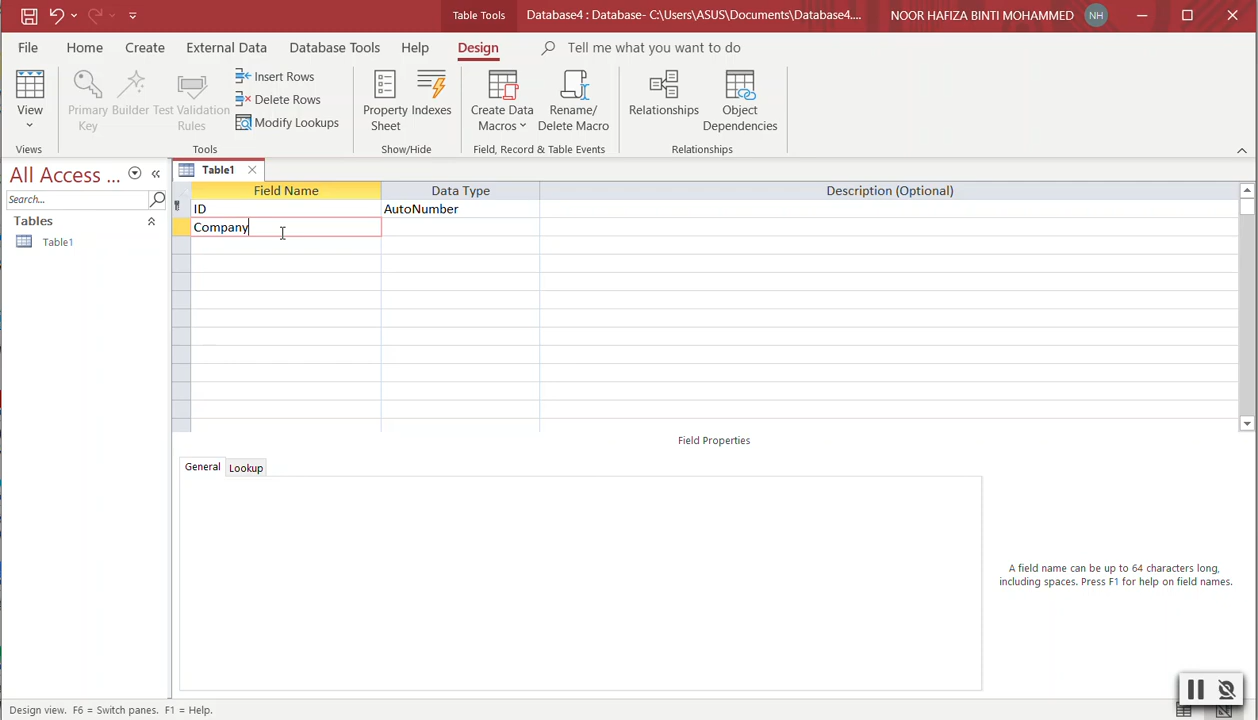 Table Tools
Database4 : Database- C:\Users\ASUS\Documents\Database4....
NOOR HAFIZA BINTI MOHAMMED
NH
File
Home
Create
External Data
Database Tools
Help
Design
Tell me what you want to do
View
Primary Key
Builder
Test Validation Rules
Insert Rows
Delete Rows
Modify Lookups
Property Sheet
Indexes
Create Data Macros
Rename/ Delete Macro
Relationships
Object Dependencies
Views
Tools
Show/Hide
Field, Record & Table Events
Relationships
All Access ...
Search...
Tables
Table1
Table1
Field Name
Data Type
Description (Optional)
ID
AutoNumber
Company
Field Properties
General
Lookup
A field name can be up to 64 characters long,
including spaces. Press F1 for help on field names.
Design view. F6 = Switch panes. F1 = Help.